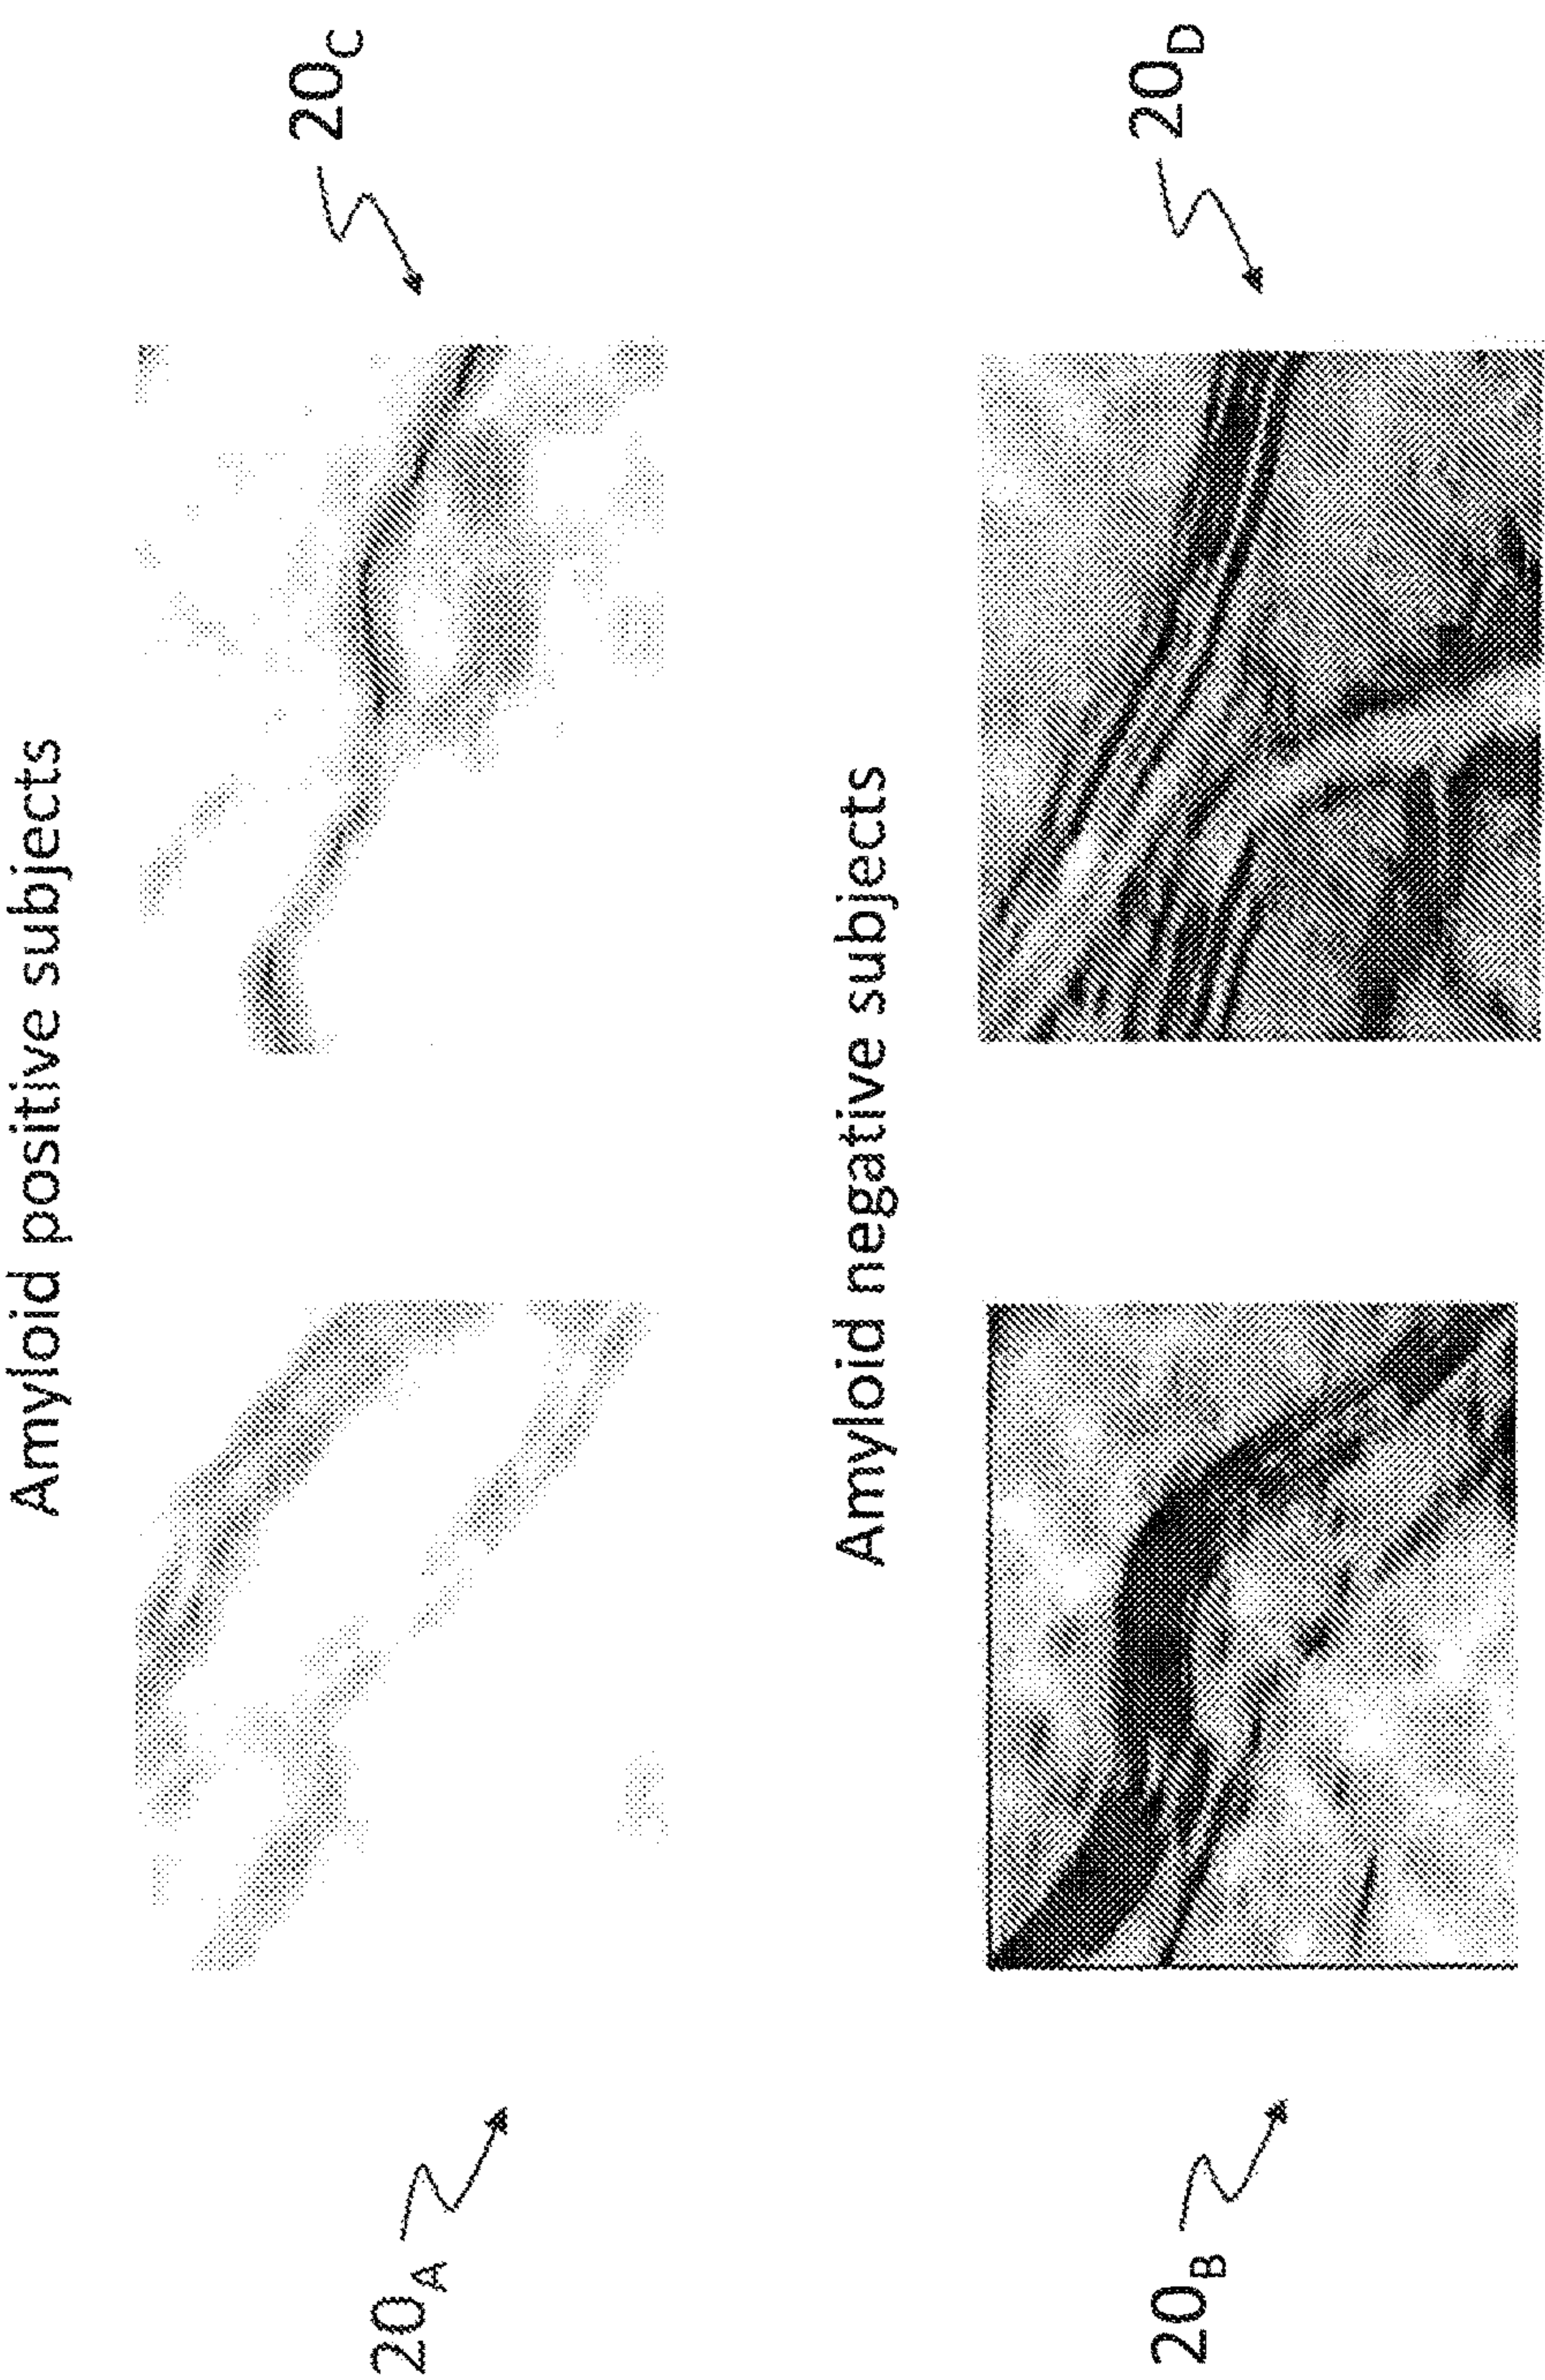 Amyloid positive subjects
20A
20C
Amyloid negative subjects
20B
20D